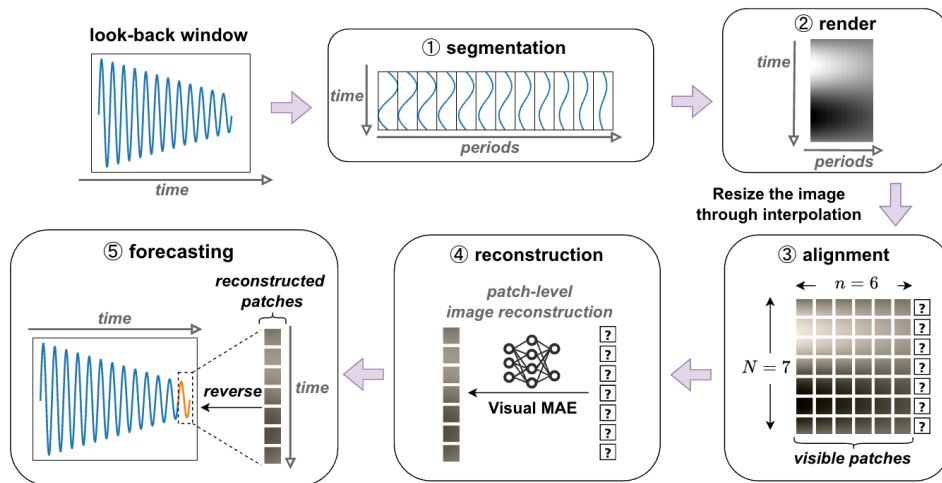 look-back window
time
① segmentation
time
periods
② render
time
periods
Resize the image
through interpolation
③ alignment
n = 6
N = 7
?
?
?
?
?
?
?
visible patches
④ reconstruction
patch-level
image reconstruction
?
?
?
?
?
?
?
Visual MAE
⑤ forecasting
reconstructed
patches
time
reverse
time